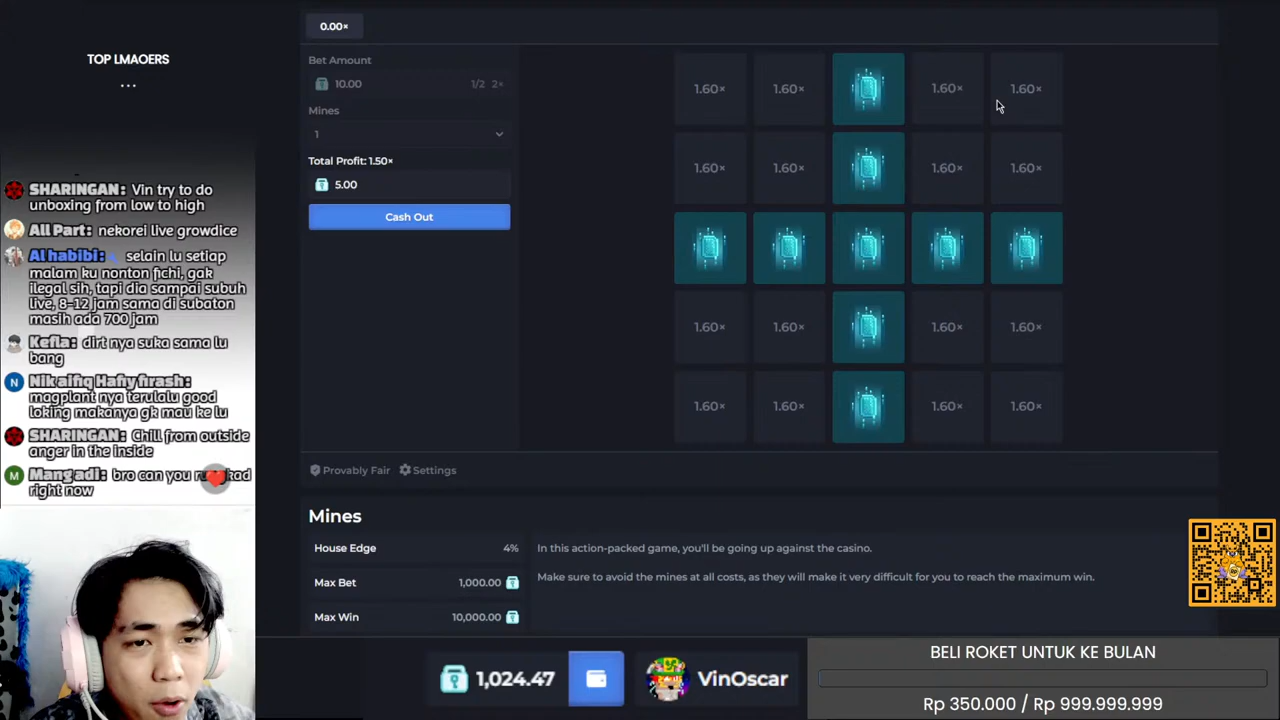 0.00×
TOP LMAOERS
...
Bet Amount
10.00 1/2 2×
Mines
1
Total Profit: 1.50×
5.00
Cash Out
1.60× 1.60× 1.60× 1.60×
1.60× 1.60× 1.60× 1.60×
1.60× 1.60× 1.60× 1.60×
1.60× 1.60× 1.60× 1.60×
Provably Fair Settings
SHARINGAN: Vin try to do
unboxing from low to high
All Part: nekorei live growdice
Al habibi: selain lu setiap
malam ku nonton fichi, gak
ilegal sih, tapi dia sampai subuh
live, 8-12 jam sama di subaton
masih ada 700 jam
Kefla: dirt nya suka sama lu
bang
Nik afiq Hafiy firash:
magplant nya terulalu good
loking makanya gk mau ke lu
SHARINGAN: Chill from outside
anger in the inside
Mang adi: bro can you
right now
Mines
House Edge 4%
Max Bet 1,000.00
Max Win 10,000.00
In this action-packed game, you'll be going up against the casino.
Make sure to avoid the mines at all costs, as they will make it very difficult for you to reach the maximum win.
1,024.47
VinOscar
BELI ROKET UNTUK KE BULAN
Rp 350.000 / Rp 999.999.999